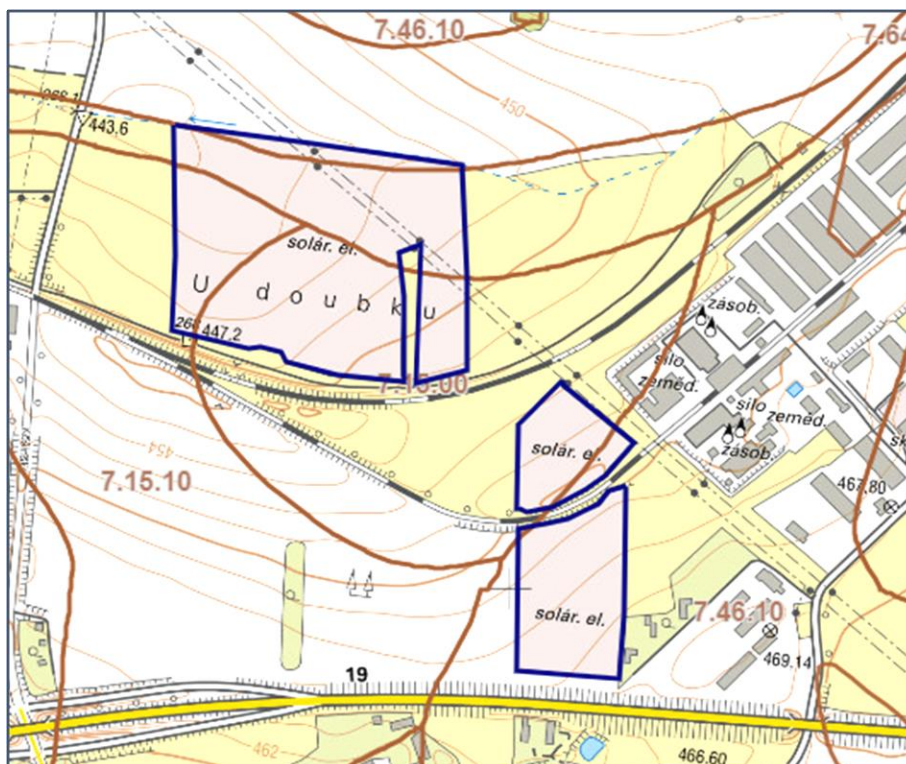 7.46.10
7.64
450
443,6
solár. el.
U doubku
447,2
7.15.00
zásob.
silo
zeměd.
silo
zeměd.
zásob.
solár. el.
454
7.15.10
467,80
sk
solár. el.
7.46.10
469,14
19
462
466,60